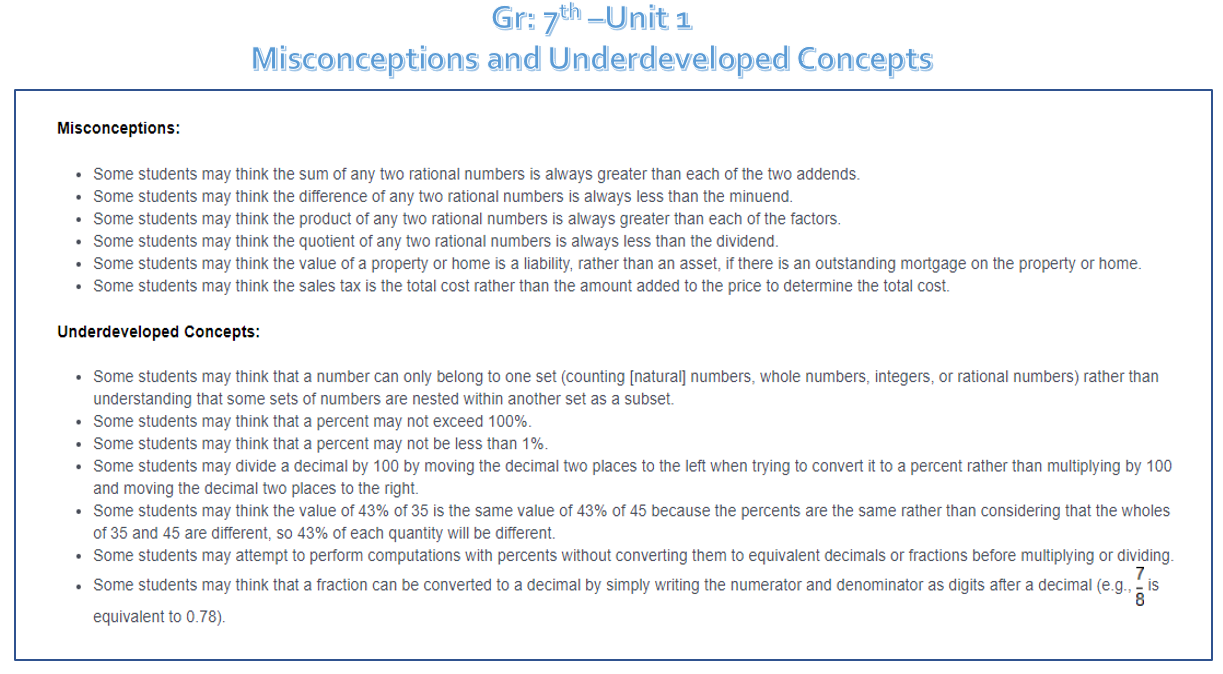 Gr: 7th –Unit 1
Misconceptions and Underdeveloped Concepts
Misconceptions:
• Some students may think the sum of any two rational numbers is always greater than each of the two addends.
• Some students may think the difference of any two rational numbers is always less than the minuend.
• Some students may think the product of any two rational numbers is always greater than each of the factors.
• Some students may think the quotient of any two rational numbers is always less than the dividend.
• Some students may think the value of a property or home is a liability, rather than an asset, if there is an outstanding mortgage on the property or home.
• Some students may think the sales tax is the total cost rather than the amount added to the price to determine the total cost.
Underdeveloped Concepts:
• Some students may think that a number can only belong to one set (counting [natural] numbers, whole numbers, integers, or rational numbers) rather than
understanding that some sets of numbers are nested within another set as a subset.
• Some students may think that a percent may not exceed 100%.
• Some students may think that a percent may not be less than 1%.
• Some students may divide a decimal by 100 by moving the decimal two places to the left when trying to convert it to a percent rather than multiplying by 100
and moving the decimal two places to the right.
• Some students may think the value of 43% of 35 is the same value of 43% of 45 because the percents are the same rather than considering that the wholes
of 35 and 45 are different, so 43% of each quantity will be different.
• Some students may attempt to perform computations with percents without converting them to equivalent decimals or fractions before multiplying or dividing.
• Some students may think that a fraction can be converted to a decimal by simply writing the numerator and denominator as digits after a decimal (e.g., 7/8 is
equivalent to 0.78).